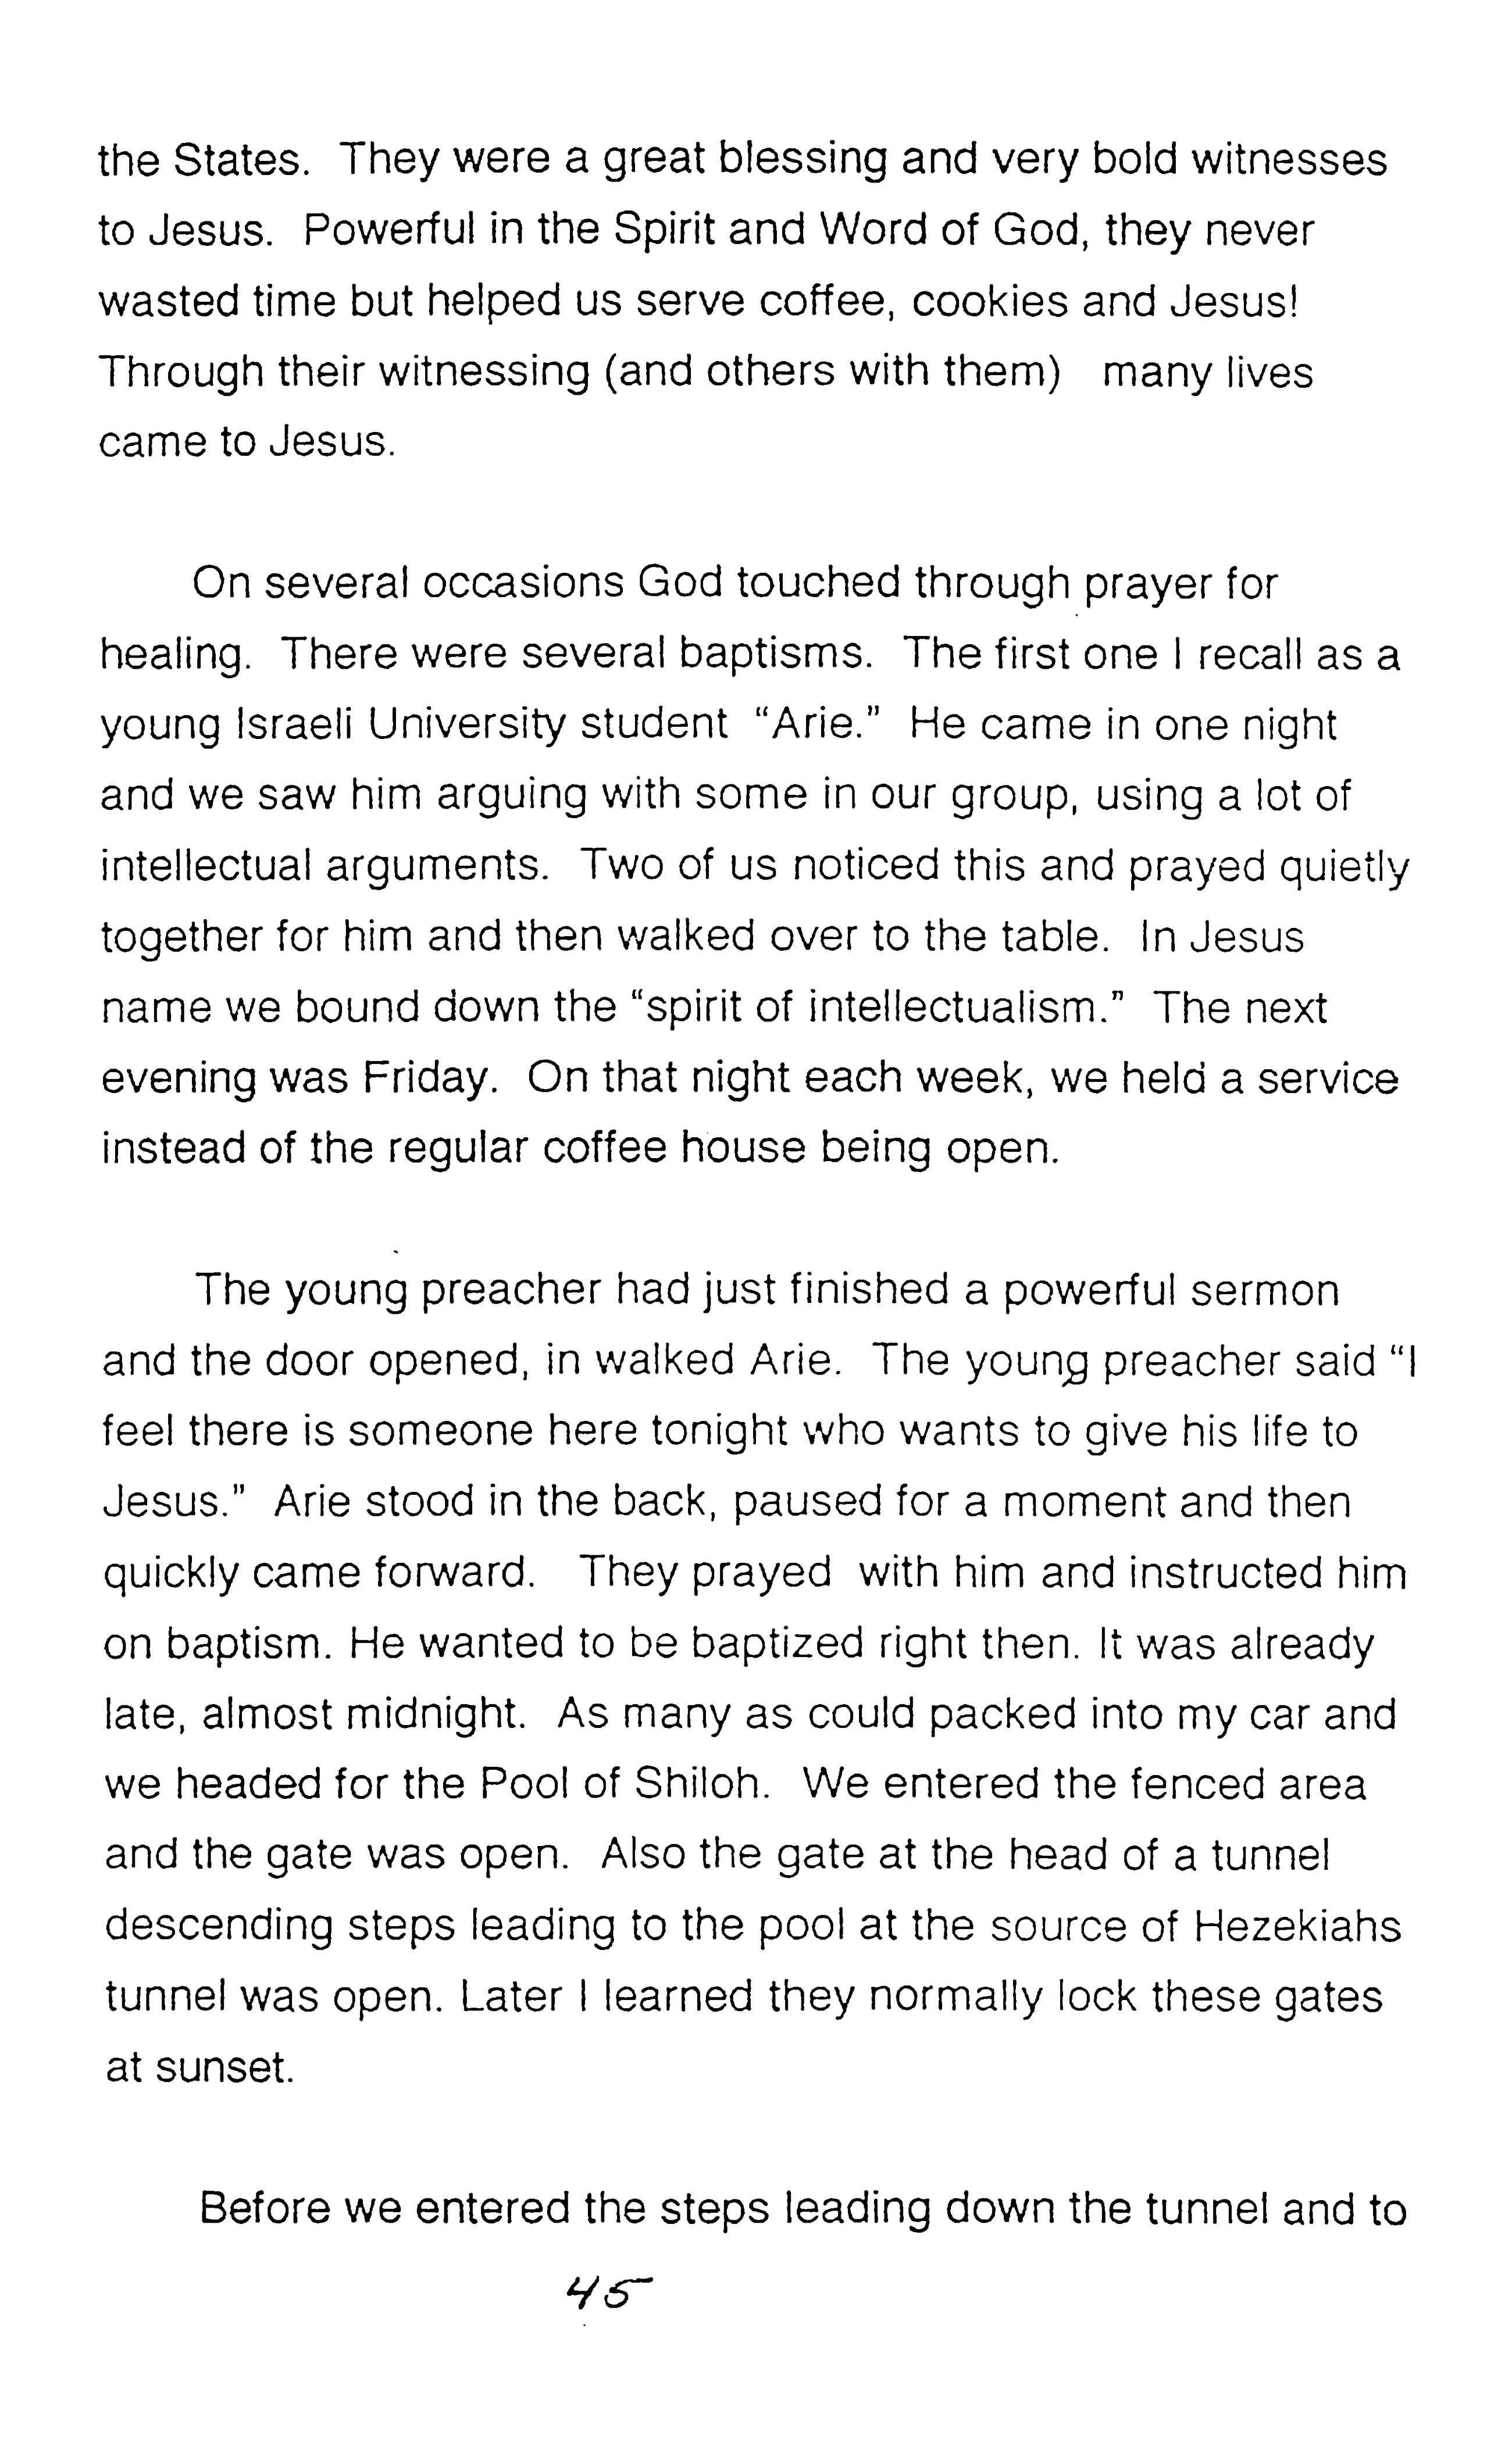 the States.  They were a great blessing and very bold witnesses
to Jesus.  Powerful in the Spirit and Word of God, they never
wasted time but helped us serve coffee, cookies and Jesus!
Through their witnessing (and others with them)   many lives
came to Jesus.
On several occasions God touched through prayer for
healing.  There were several baptisms.  The first one I recall as a
young Israeli University student  “Arie.”  He came in one night
and we saw him arguing with some in our group, using a lot of
intellectual arguments.  Two of us noticed this and prayed quietly
together for him and then walked over to the table.  In Jesus
name we bound down the “spirit of intellectualism.”  The next
evening was Friday.  On that night each week, we held a service
instead of the regular coffee house being open.
The young preacher had just finished a powerful sermon
and the door opened, in walked Arie.  The young preacher said “I
feel there is someone here tonight who wants to give his life to
Jesus.”  Arie stood in the back, paused for a moment and then
quickly came forward.   They prayed  with him and instructed him
on baptism. He wanted to be baptized right then. It was already
late, almost midnight.  As many as could packed into my car and
we headed for the Pool of Shiloh.  We entered the fenced area
and the gate was open.  Also the gate at the head of a tunnel
descending steps leading to the pool at the source of Hezekiahs
tunnel was open. Later I learned they normally lock these gates
at sunset.
Before we entered the steps leading down the tunnel and to
45